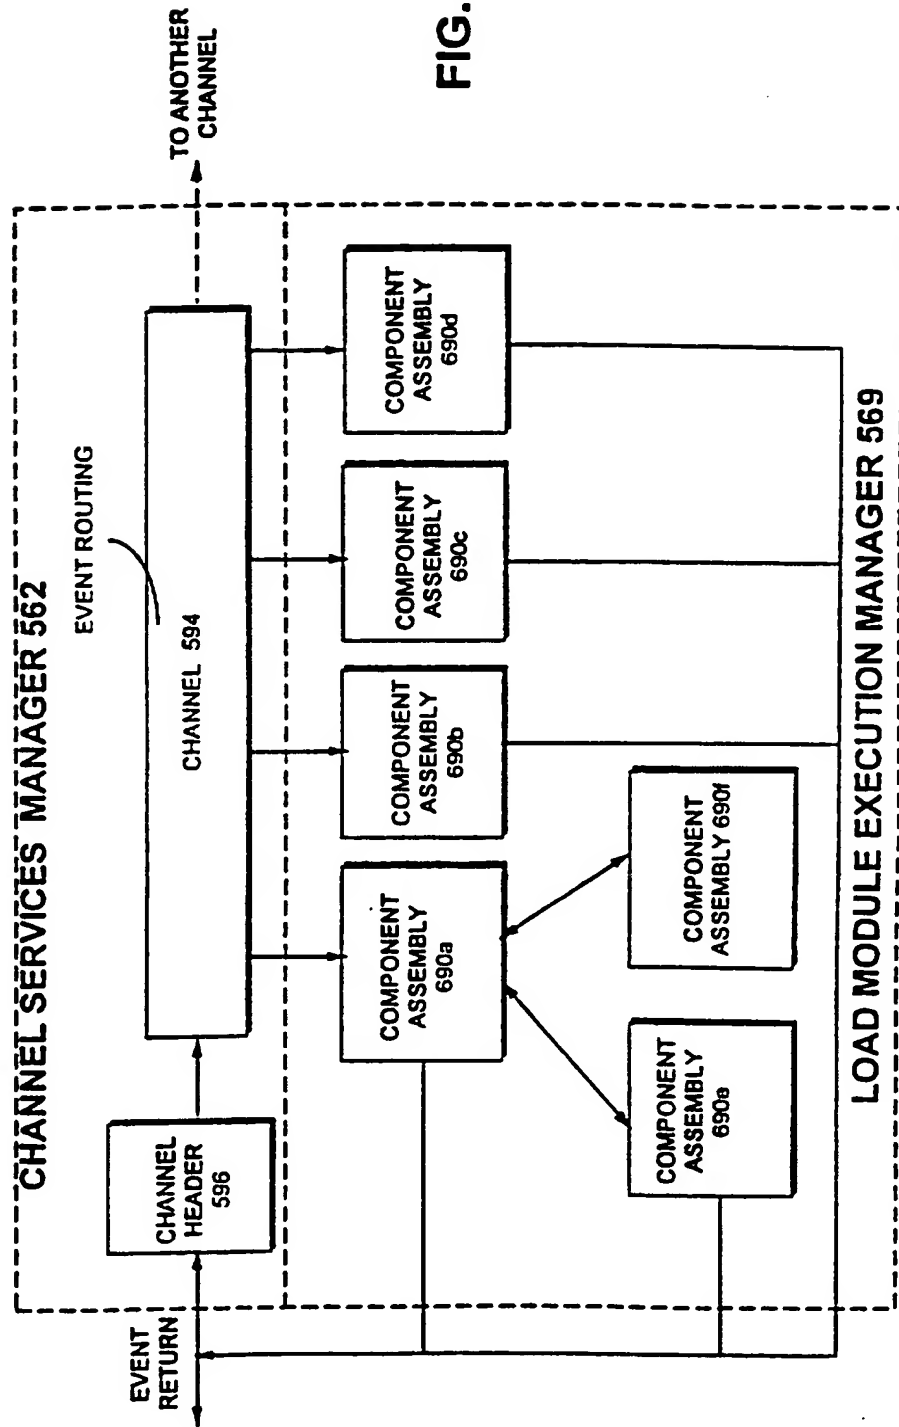 CHANNEL SERVICES MANAGER 562
EVENT ROUTING
TO ANOTHER
CHANNEL
CHANNEL
HEADER
596
CHANNEL 594
EVENT
RETURN
COMPONENT
ASSEMBLY
690a
COMPONENT
ASSEMBLY
690b
COMPONENT
ASSEMBLY
690c
COMPONENT
ASSEMBLY
690d
COMPONENT
ASSEMBLY
690e
COMPONENT
ASSEMBLY 690f
LOAD MODULE EXECUTION MANAGER 569
FIG.